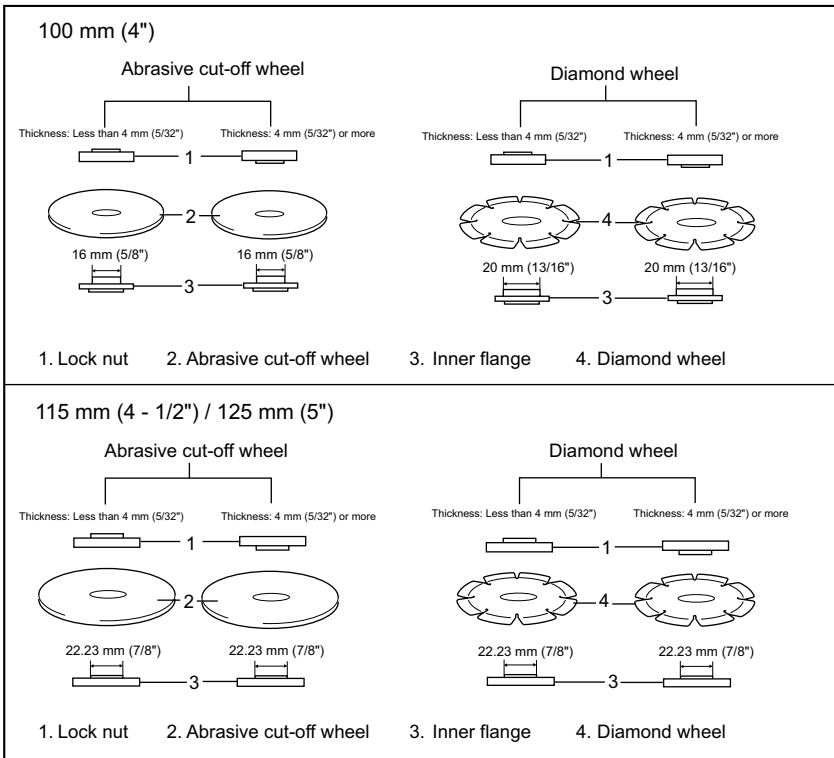 100 mm (4")
Abrasive cut-off wheel
Diamond wheel
Thickness: Less than 4 mm (5/32") Thickness: 4 mm (5/32") or more
Thickness: Less than 4 mm (5/32") Thickness: 4 mm (5/32") or more
1
1
2
4
16 mm (5/8") 16 mm (5/8")
20 mm (13/16") 20 mm (13/16")
3
3
1. Lock nut 2. Abrasive cut-off wheel 3. Inner flange 4. Diamond wheel
115 mm (4 - 1/2") / 125 mm (5")
Abrasive cut-off wheel
Diamond wheel
Thickness: Less than 4 mm (5/32") Thickness: 4 mm (5/32") or more
Thickness: Less than 4 mm (5/32") Thickness: 4 mm (5/32") or more
1
1
2
4
22.23 mm (7/8") 22.23 mm (7/8")
22.23 mm (7/8") 22.23 mm (7/8")
3
3
1. Lock nut 2. Abrasive cut-off wheel 3. Inner flange 4. Diamond wheel